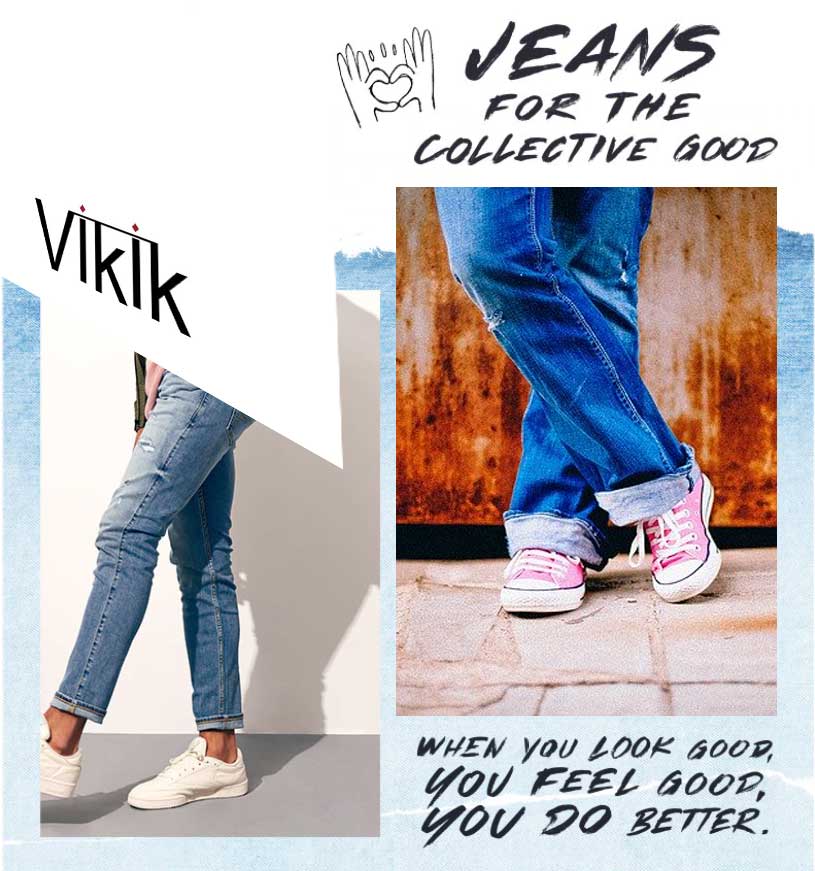 JEANS
FOR THE
COLLECTIVE GOOD
VikiK
WHEN YOU LOOK GOOD,
YOU FEEL GOOD,
YOU DO BETTER.